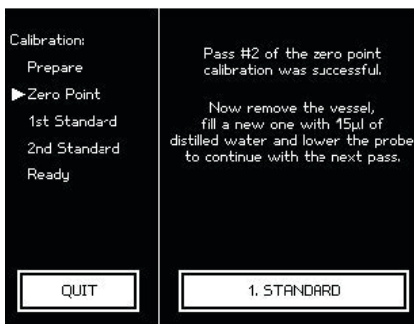 Calibration:
Prepare
Zero Point
1st Standard
2nd Standard
Ready
QUIT
Pass #2 of the zero point
calibration was successful.
Now remove the vessel,
fill a new one with 15µl of
distilled water and lower the probe
to continue with the next pass.
1. STANDARD